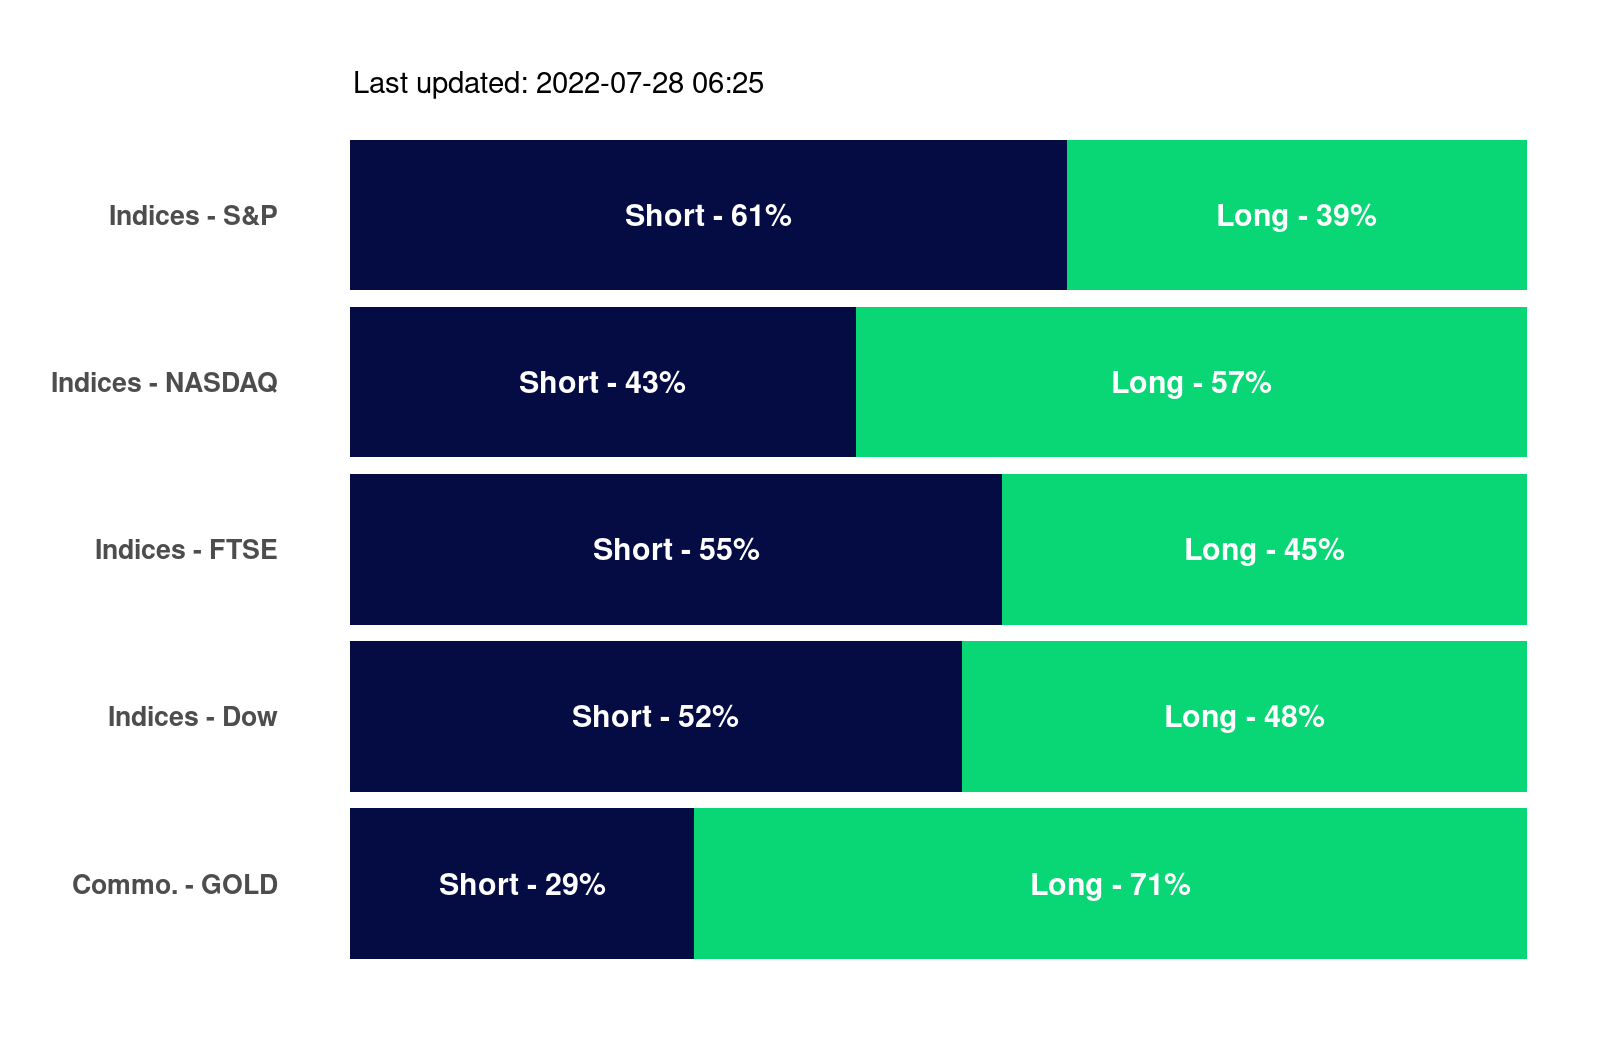 Last updated: 2022-07-28 06:25
Indices - S&P Short - 61% Long - 39%
Indices - NASDAQ Short - 43% Long - 57%
Indices - FTSE Short - 55% Long - 45%
Indices - Dow Short - 52% Long - 48%
Commo. - GOLD Short - 29% Long - 71%